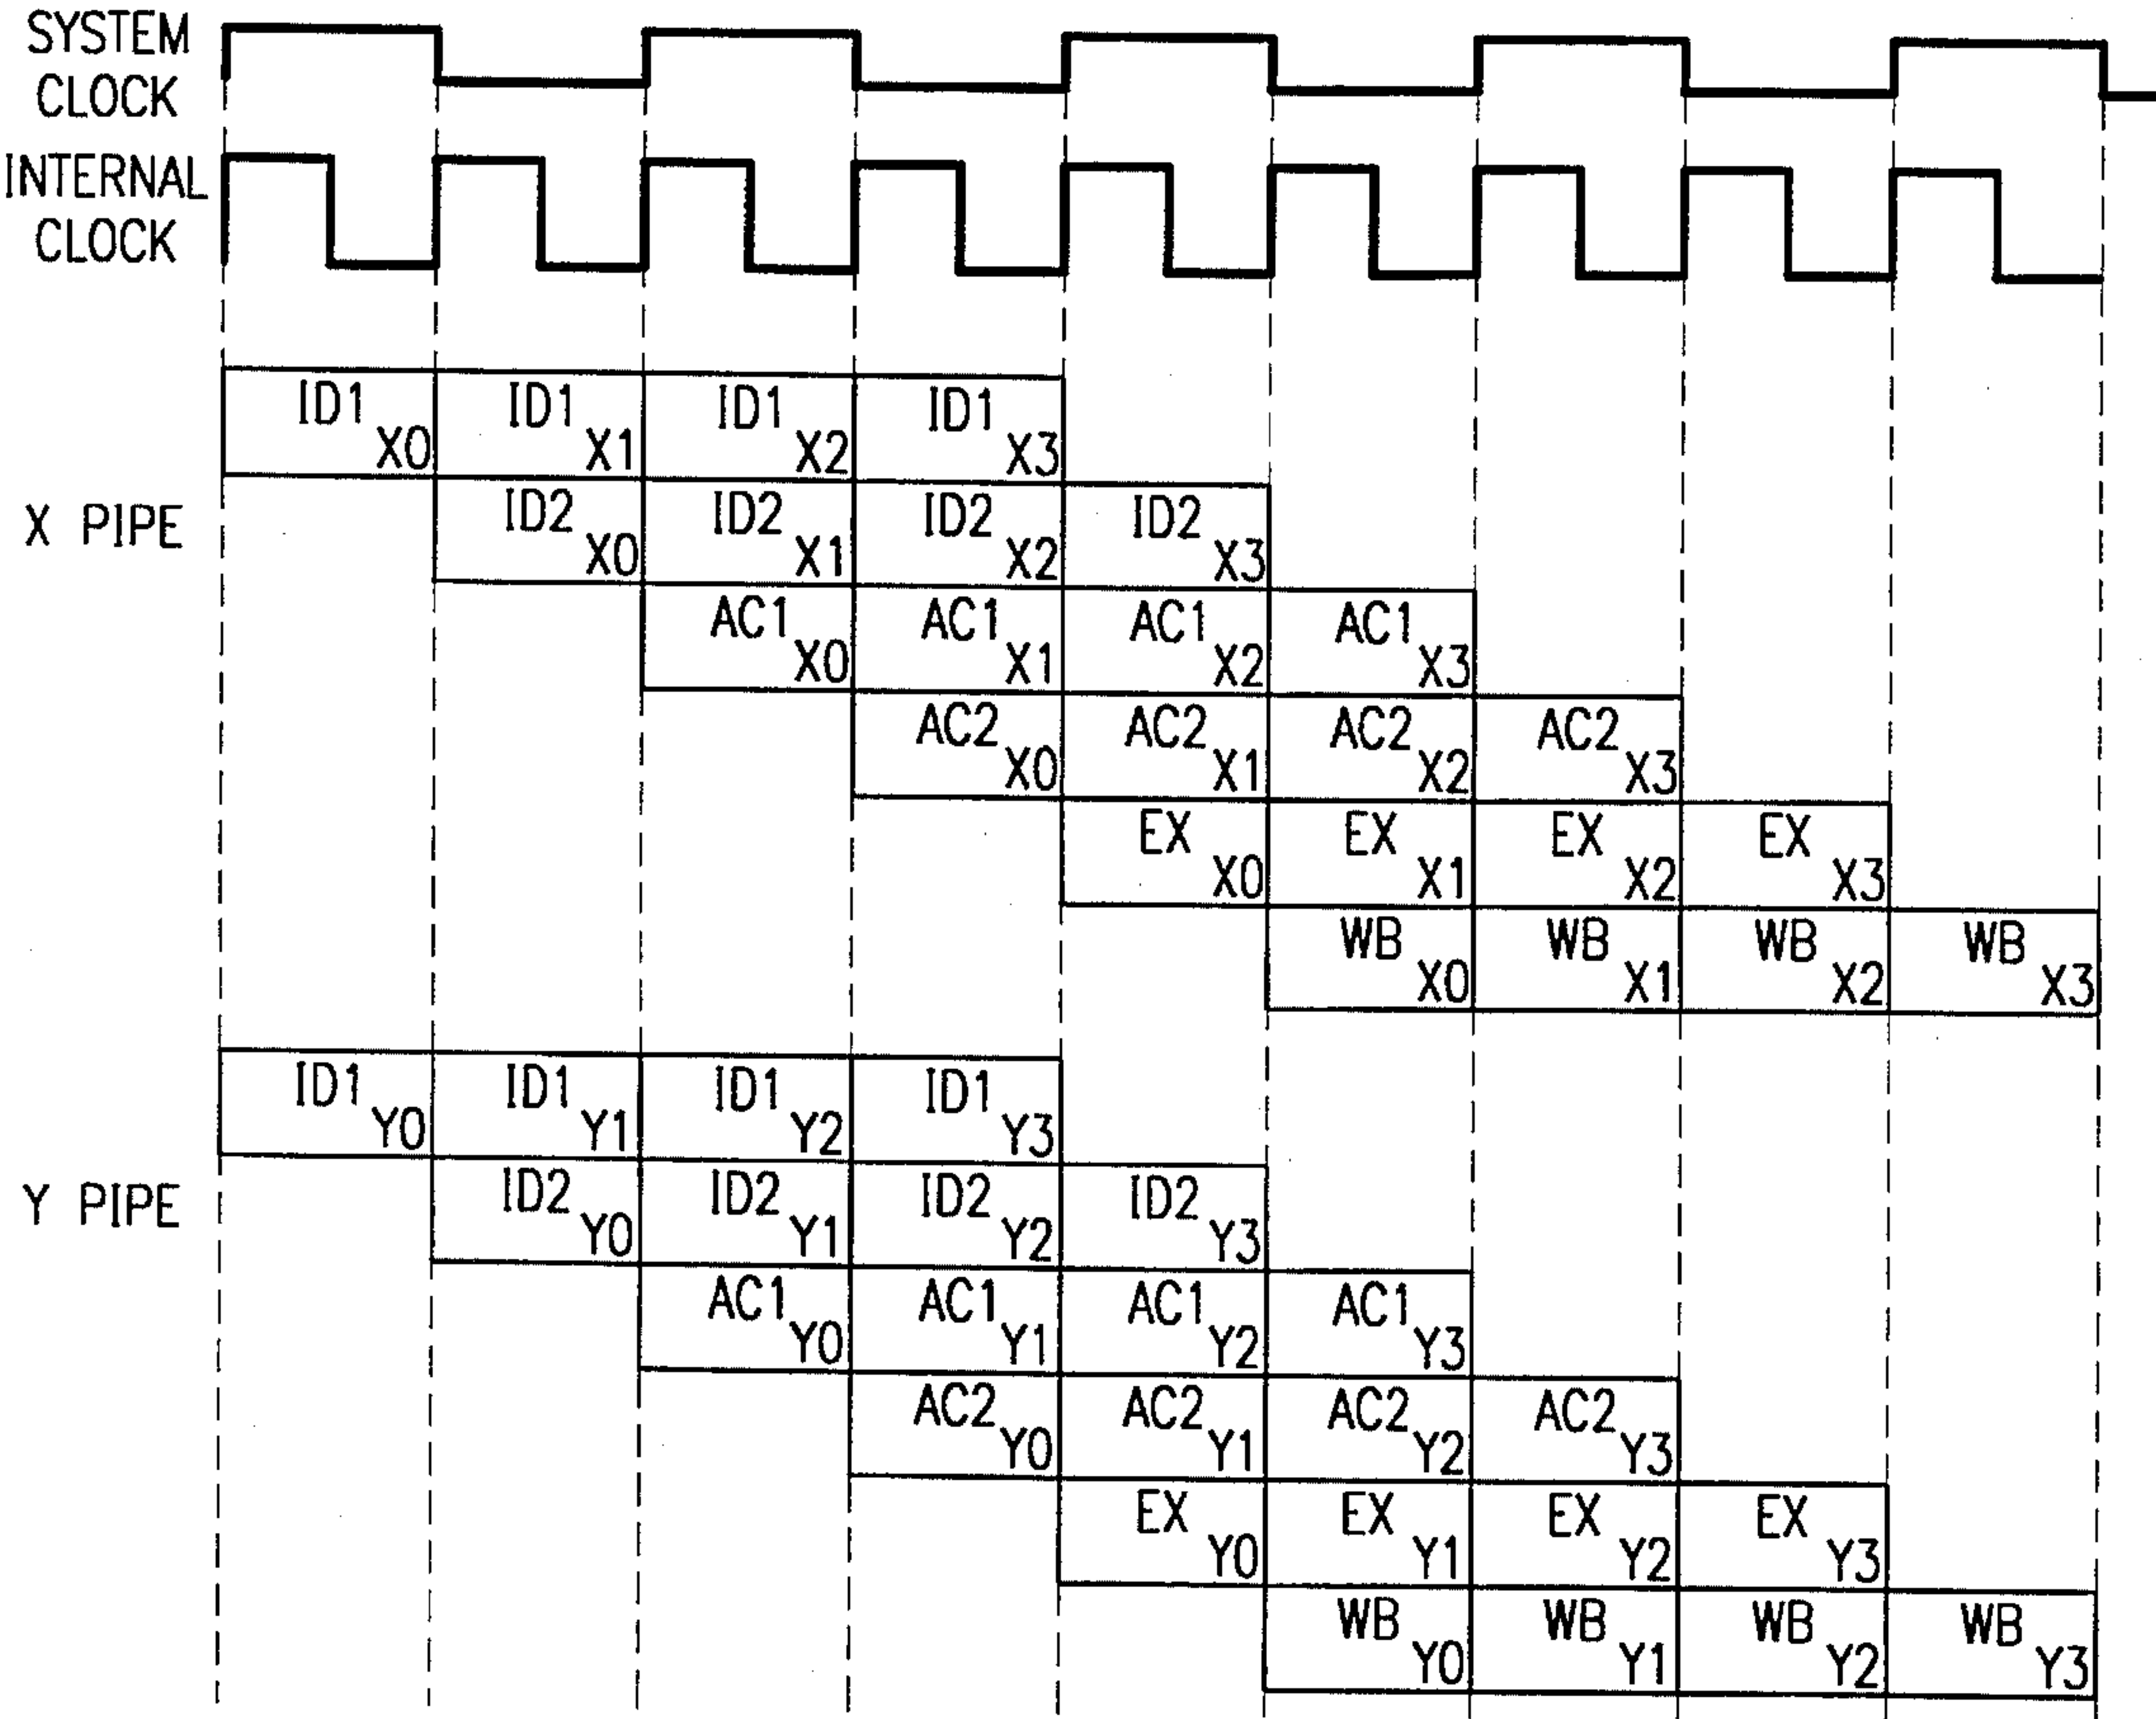 SYSTEM
CLOCK
INTERNAL
CLOCK
ID1 X0 ID1 X1 ID1 X2 ID1 X3
X PIPE
ID2 X0 ID2 X1 ID2 X2 ID2 X3
AC1 X0 AC1 X1 AC1 X2 AC1 X3
AC2 X0 AC2 X1 AC2 X2 AC2 X3
EX X0 EX X1 EX X2 EX X3
WB X0 WB X1 WB X2 WB X3
ID1 Y0 ID1 Y1 ID1 Y2 ID1 Y3
Y PIPE
ID2 Y0 ID2 Y1 ID2 Y2 ID2 Y3
AC1 Y0 AC1 Y1 AC1 Y2 AC1 Y3
AC2 Y0 AC2 Y1 AC2 Y2 AC2 Y3
EX Y0 EX Y1 EX Y2 EX Y3
WB Y0 WB Y1 WB Y2 WB Y3